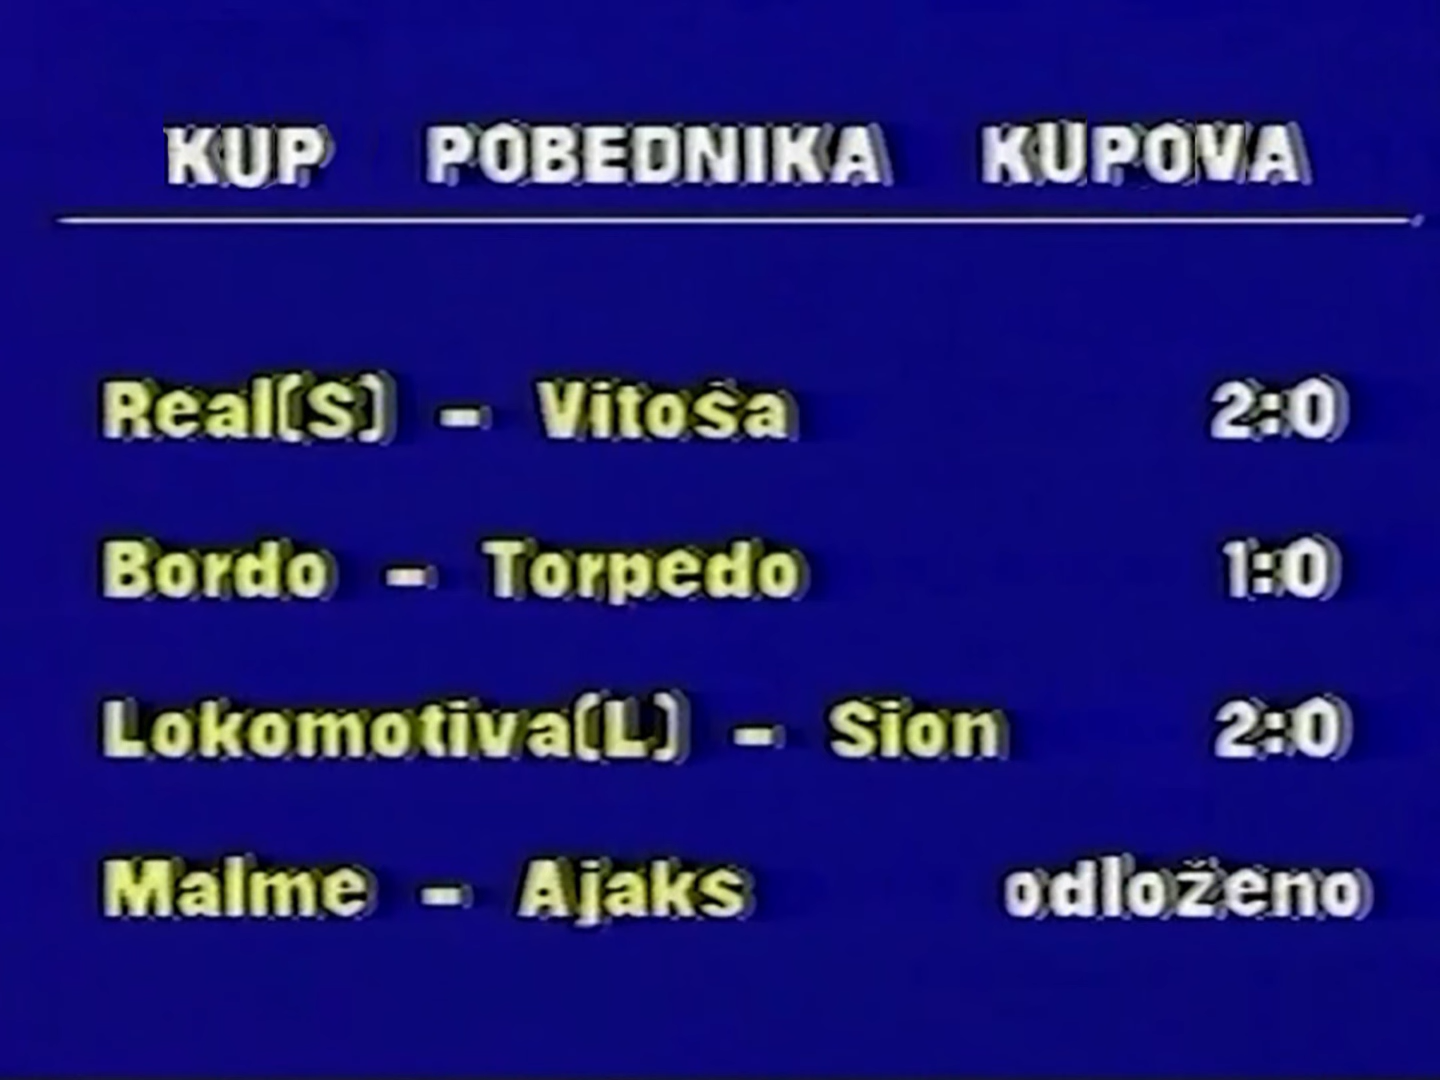 KUP POBEDNIKA KUPOVA
Real(S) - Vitoša 2:0
Bordo - Torpedo 1:0
Lokomotiva(L) - Sion 2:0
Malme - Ajaks odloženo